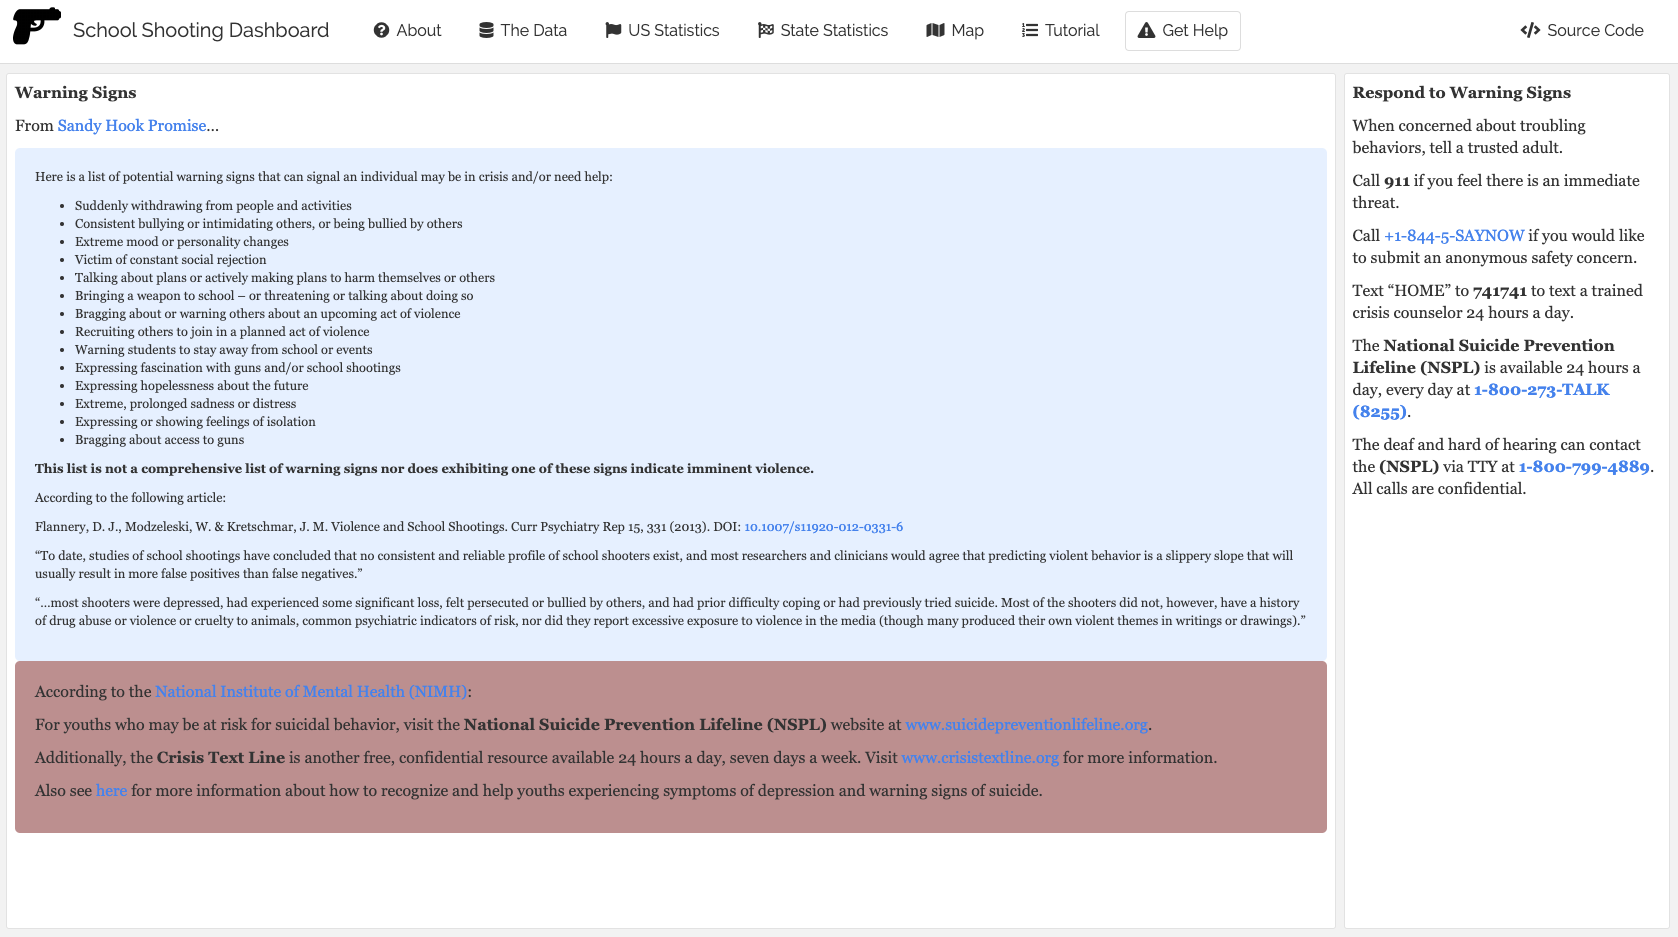 School Shooting Dashboard
About
The Data
US Statistics
State Statistics
Map
Tutorial
Get Help
Source Code
Warning Signs
From Sandy Hook Promise...
Here is a list of potential warning signs that can signal an individual may be in crisis and/or need help:
• Suddenly withdrawing from people and activities
• Consistent bullying or intimidating others, or being bullied by others
• Extreme mood or personality changes
• Victim of constant social rejection
• Talking about plans or actively making plans to harm themselves or others
• Bringing a weapon to school – or threatening or talking about doing so
• Bragging about or warning others about an upcoming act of violence
• Recruiting others to join in a planned act of violence
• Warning students to stay away from school or events
• Expressing fascination with guns and/or school shootings
• Expressing hopelessness about the future
• Extreme, prolonged sadness or distress
• Expressing or showing feelings of isolation
• Bragging about access to guns
This list is not a comprehensive list of warning signs nor does exhibiting one of these signs indicate imminent violence.
According to the following article:
Flannery, D. J., Modzeleski, W. & Kretschmar, J. M. Violence and School Shootings. Curr Psychiatry Rep 15, 331 (2013). DOI: 10.1007/s11920-012-0331-6
“To date, studies of school shootings have concluded that no consistent and reliable profile of school shooters exist, and most researchers and clinicians would agree that predicting violent behavior is a slippery slope that will
usually result in more false positives than false negatives.”
“...most shooters were depressed, had experienced some significant loss, felt persecuted or bullied by others, and had prior difficulty coping or had previously tried suicide. Most of the shooters did not, however, have a history
of drug abuse or violence or cruelty to animals, common psychiatric indicators of risk, nor did they report excessive exposure to violence in the media (though many produced their own violent themes in writings or drawings).”
According to the National Institute of Mental Health (NIMH):
For youths who may be at risk for suicidal behavior, visit the National Suicide Prevention Lifeline (NSPL) website at www.suicidepreventionlifeline.org.
Additionally, the Crisis Text Line is another free, confidential resource available 24 hours a day, seven days a week. Visit www.crisistextline.org for more information.
Also see here for more information about how to recognize and help youths experiencing symptoms of depression and warning signs of suicide.
Respond to Warning Signs
When concerned about troubling
behaviors, tell a trusted adult.
Call 911 if you feel there is an immediate
threat.
Call +1-844-5-SAYNOW if you would like
to submit an anonymous safety concern.
Text “HOME” to 741741 to text a trained
crisis counselor 24 hours a day.
The National Suicide Prevention
Lifeline (NSPL) is available 24 hours a
day, every day at 1-800-273-TALK
(8255).
The deaf and hard of hearing can contact
the (NSPL) via TTY at 1-800-799-4889.
All calls are confidential.